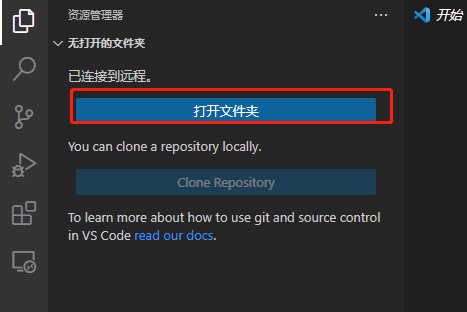 资源管理器
开始
无打开的文件夹
已连接到远程。
打开文件夹
You can clone a repository locally.
Clone Repository
To learn more about how to use git and source control
in VS Code read our docs.